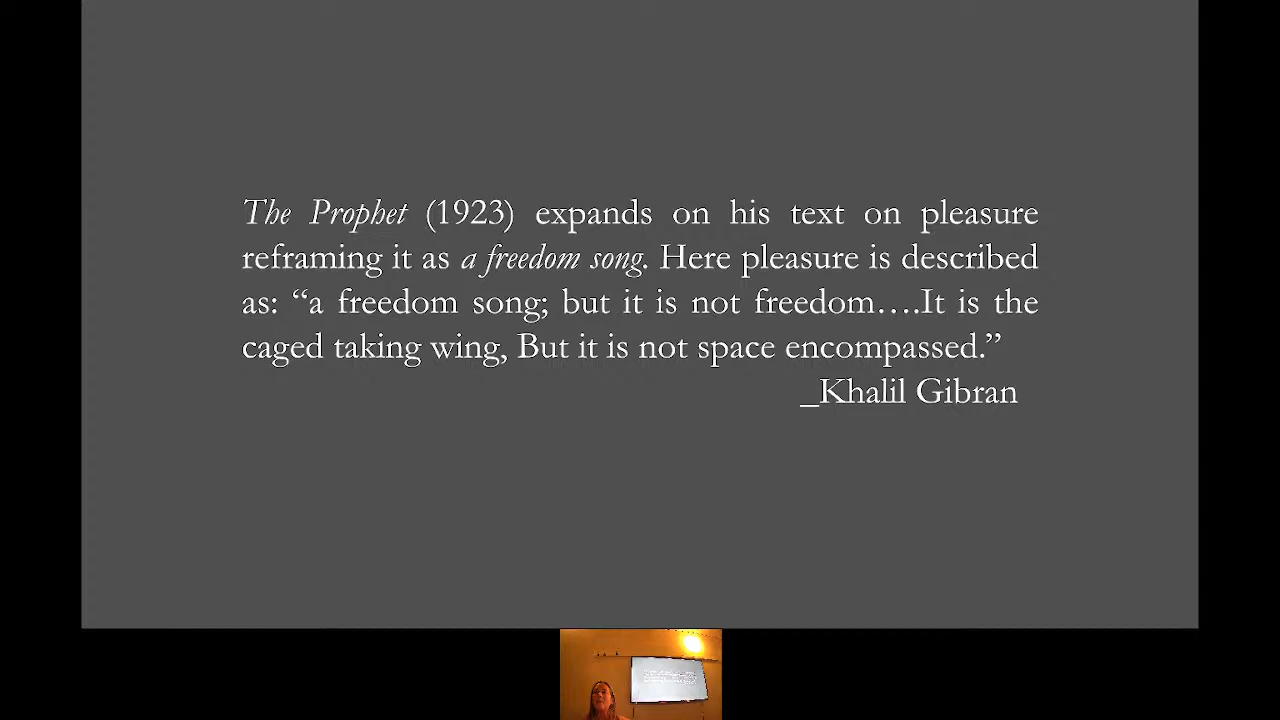 The Prophet (1923) expands on his text on pleasure
reframing it as a freedom song. Here pleasure is described
as: “a freedom song; but it is not freedom….It is the
caged taking wing, But it is not space encompassed.”
_Khalil Gibran